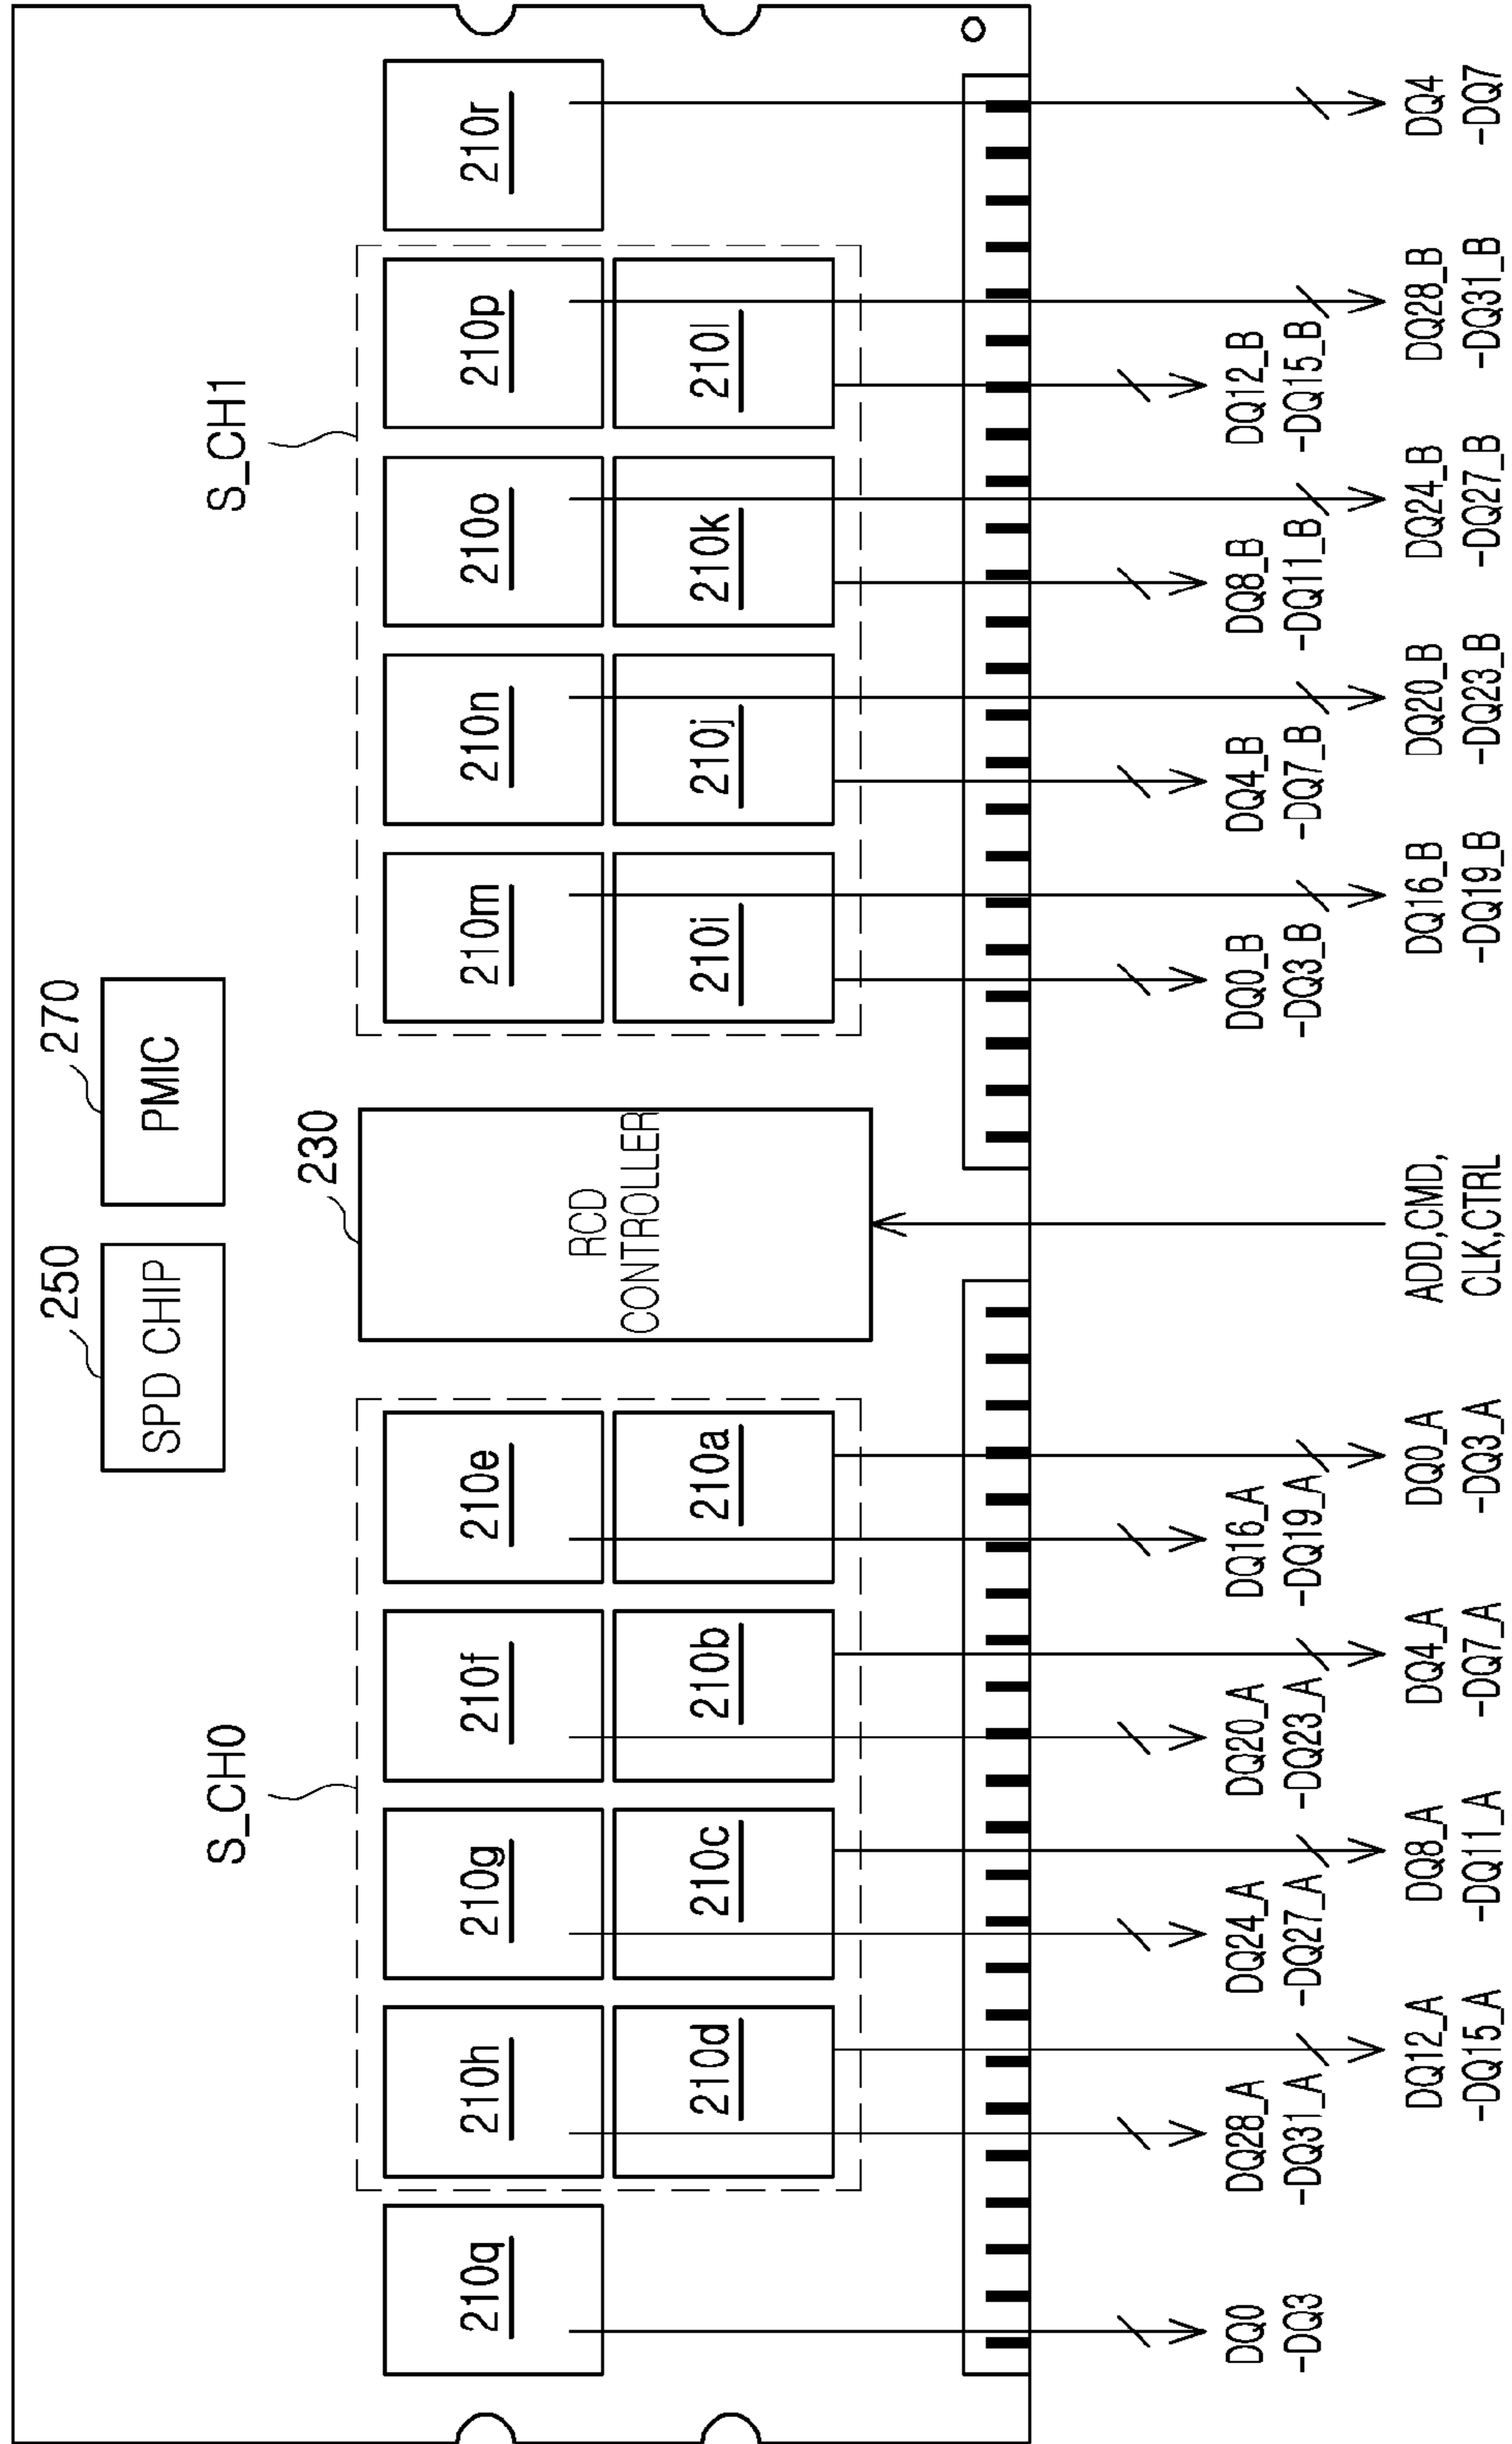 250
270
SPD CHIP
PMIC
S_CH0
S_CH1
230
210q
210h
210g
210f
210e
RCD
CONTROLLER
210m
210n
210o
210p
210r
210d
210c
210b
210a
210i
210j
210k
210l
DQ0
-DQ3
DQ28_A
-DQ31_A
DQ24_A
-DQ27_A
DQ20_A
-DQ23_A
DQ16_A
-DQ19_A
DQ0_B
-DQ3_B
DQ4_B
-DQ7_B
DQ8_B
-DQ11_B
DQ12_B
-DQ15_B
DQ12_A
-DQ15_A
DQ8_A
-DQ11_A
DQ4_A
-DQ7_A
DQ0_A
-DQ3_A
ADD,CMD,
CLK,CTRL
DQ16_B
-DQ19_B
DQ20_B
-DQ23_B
DQ24_B
-DQ27_B
DQ28_B
-DQ31_B
DQ4
-DQ7